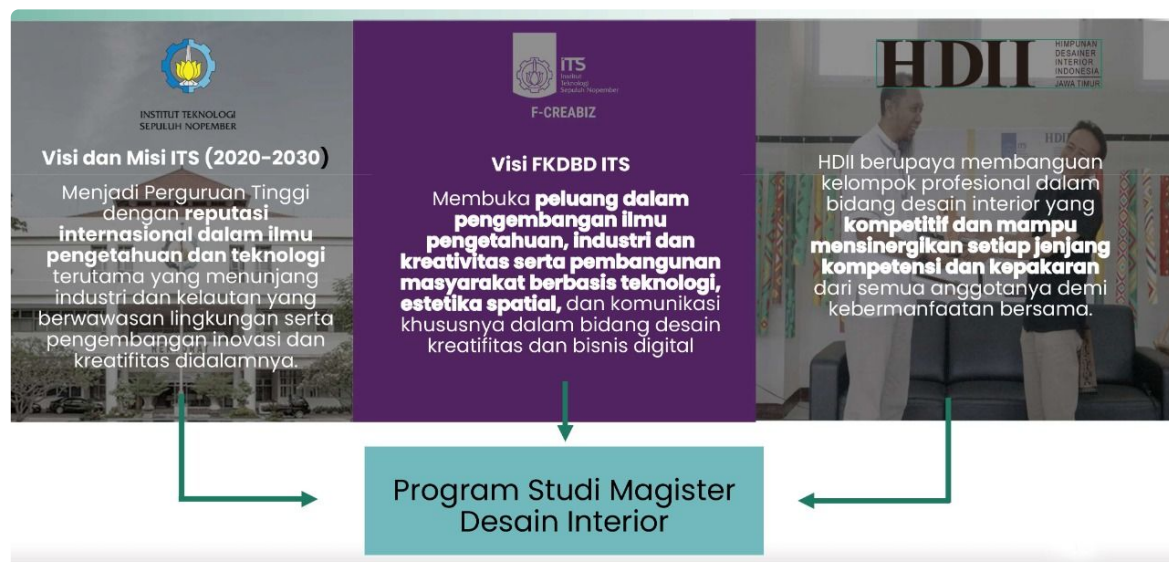 INSTITUT TEKNOLOGI
SEPULUH NOPEMBER
Visi dan Misi ITS (2020-2030)
Menjadi Perguruan Tinggi
dengan reputasi
internasional dalam ilmu
pengetahuan dan teknologi
terutama yang menunjang
industri dan kelautan yang
berwawasan lingkungan serta
pengembangan inovasi dan
kreatifitas didalamnya.
ITS
Institut
Teknologi
Sepuluh Nopember
F-CREABIZ
Visi FKDBD ITS
Membuka peluang dalam
pengembangan ilmu
pengetahuan, industri dan
kreativitas serta pembangunan
masyarakat berbasis teknologi,
estetika spatial, dan komunikasi
khususnya dalam bidang desain
kreatifitas dan bisnis digital
HDII
HIMPUNAN
DESAINER
INTERIOR
INDONESIA
JAWA TIMUR
HDII berupaya membanguan
kelompok profesional dalam
bidang desain interior yang
kompetitif dan mampu
mensinergikan setiap jenjang
kompetensi dan kepakaran
dari semua anggotanya demi
kebermanfaatan bersama.
Program Studi Magister
Desain Interior